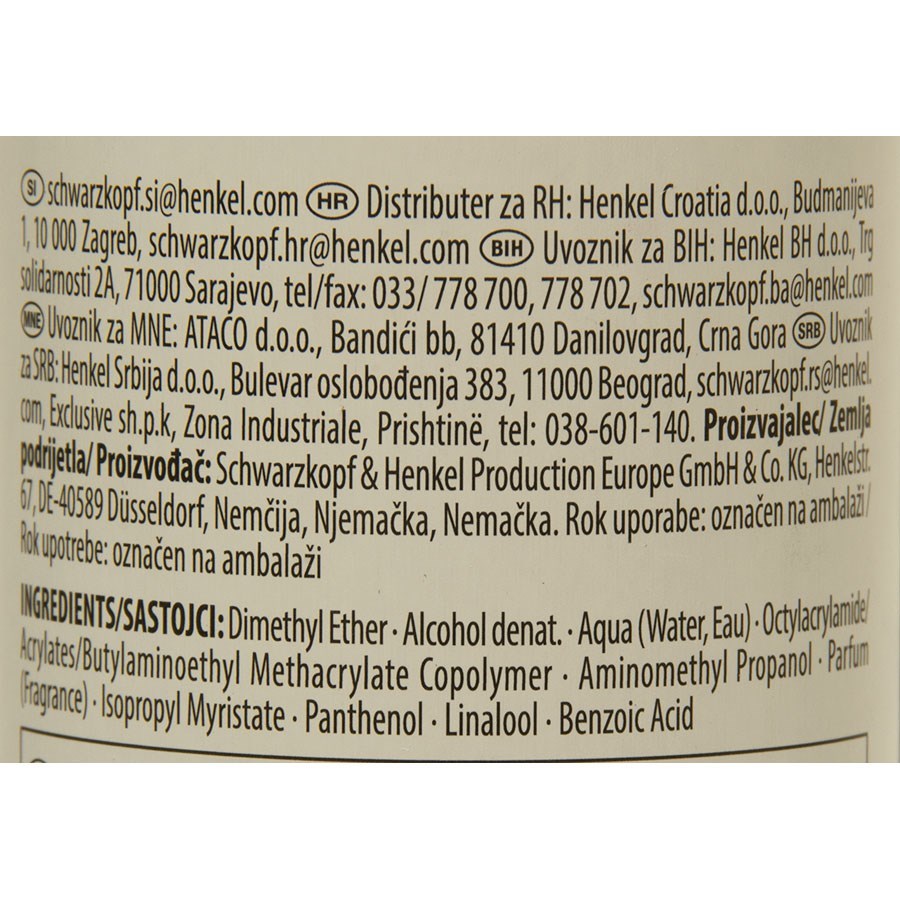 SI schwarzkopf.si@henkel.com HR Distributer za RH: Henkel Croatia d.o.o., Budmanijeva
1, 10 000 Zagreb, schwarzkopf.hr@henkel.com BIH Uvoznik za BIH: Henkel BH d.o.o., Trg
solidarnosti 2A, 71000 Sarajevo, tel/fax: 033/ 778 700, 778 702, schwarzkopf.ba@henkel.com
MNE Uvoznik za MNE: ATACO d.o.o., Bandići bb, 81410 Danilovgrad, Crna Gora SRB Uvoznik
za SRB: Henkel Srbija d.o.o., Bulevar oslobođenja 383, 11000 Beograd, schwarzkopf.rs@henkel.
com, Exclusive sh.p.k, Zona Industriale, Prishtinë, tel: 038-601-140. Proizvajalec/ Zemlja
podrijetla/ Proizvođač: Schwarzkopf & Henkel Production Europe GmbH & Co. KG, Henkelstr.
67, DE-40589 Düsseldorf, Nemčija, Njemačka, Nemačka. Rok uporabe: označen na ambalaži/
Rok upotrebe: označen na ambalaži
INGREDIENTS/SASTOJCI: Dimethyl Ether · Alcohol denat. · Aqua (Water, Eau) · Octylacrylamide/
Acrylates/Butylaminoethyl Methacrylate Copolymer · Aminomethyl Propanol · Parfum
(Fragrance) · Isopropyl Myristate · Panthenol · Linalool · Benzoic Acid